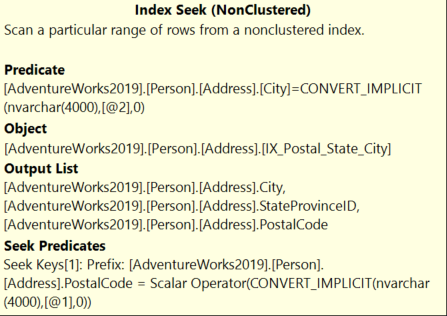 Index Seek (NonClustered)
Scan a particular range of rows from a nonclustered index.
Predicate
[AdventureWorks2019].[Person].[Address].[City]=CONVERT_IMPLICIT
(nvarchar(4000),[@2],0)
Object
[AdventureWorks2019].[Person].[Address].[IX_Postal_State_City]
Output List
[AdventureWorks2019].[Person].[Address].City,
[AdventureWorks2019].[Person].[Address].StateProvinceID,
[AdventureWorks2019].[Person].[Address].PostalCode
Seek Predicates
Seek Keys[1]: Prefix: [AdventureWorks2019].[Person].
[Address].PostalCode = Scalar Operator(CONVERT_IMPLICIT(nvarchar
(4000),[@1],0))